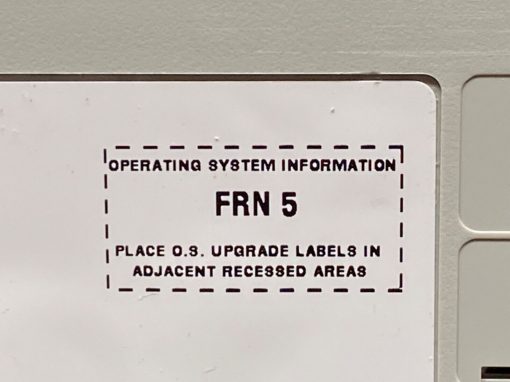 OPERATING SYSTEM INFORMATION
FRN 5
PLACE O.S. UPGRADE LABELS IN
ADJACENT RECESSED AREAS